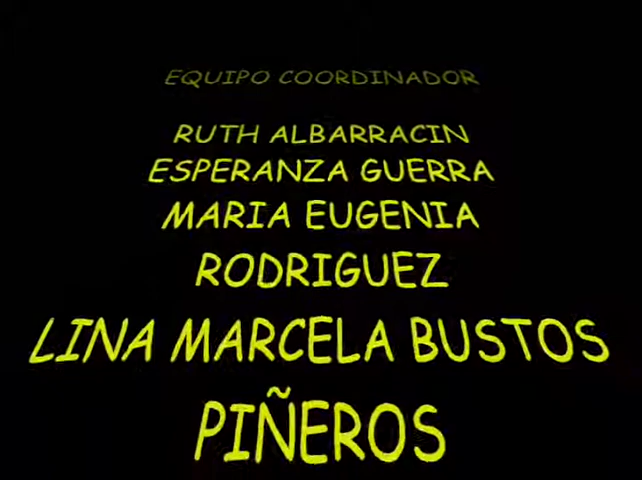 EQUIPO COORDINADOR
RUTH ALBARRACIN
ESPERANZA GUERRA
MARIA EUGENIA
RODRIGUEZ
LINA MARCELA BUSTOS
PIÑEROS